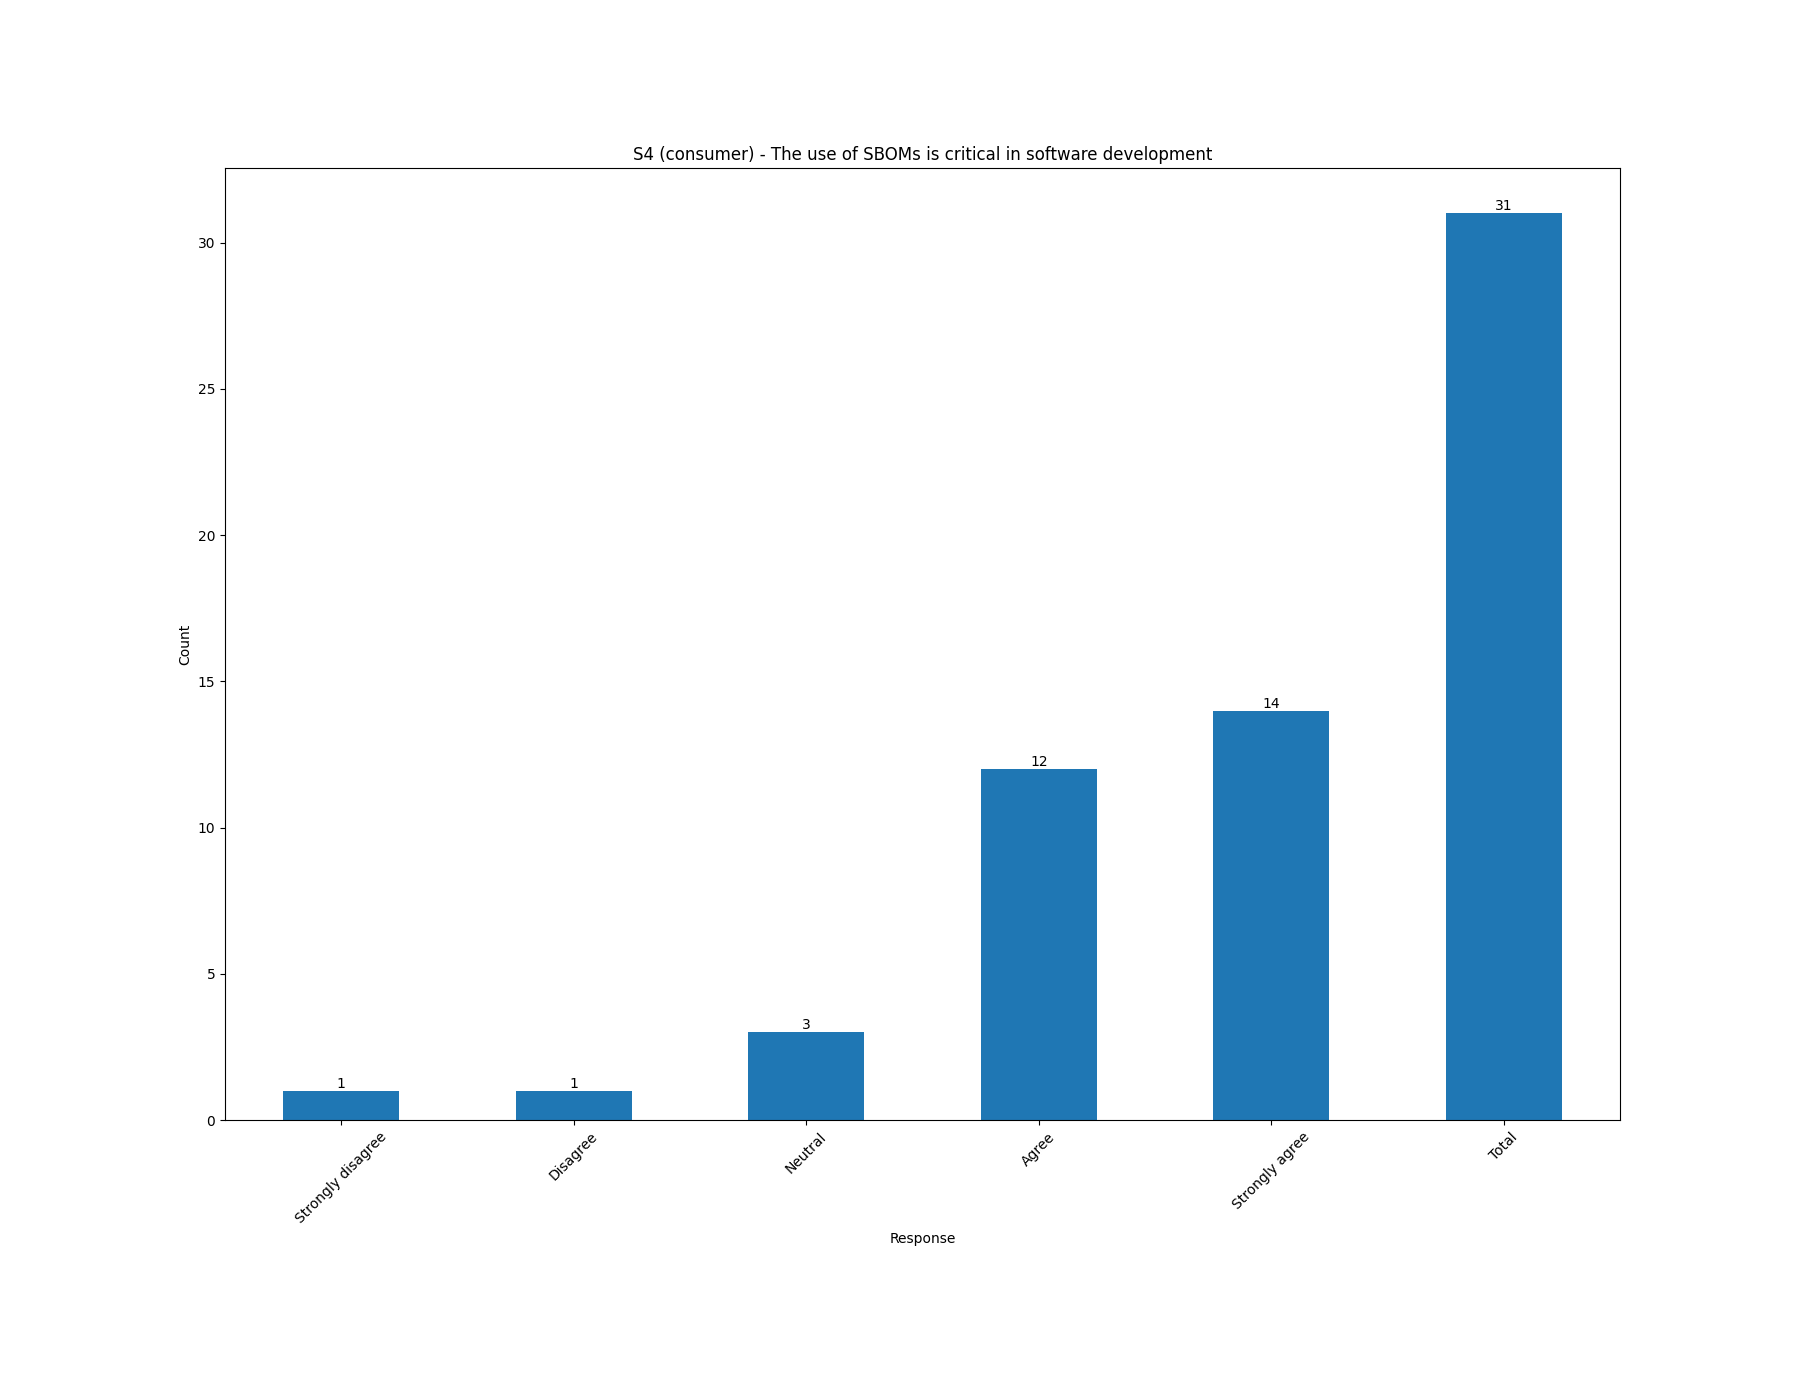 S4 (consumer) - The use of SBOMs is critical in software development
31
30
25
20
15
14
12
10
5
3
1
1
0
Count
Strongly disagree
Disagree
Neutral
Agree
Strongly agree
Total
Response